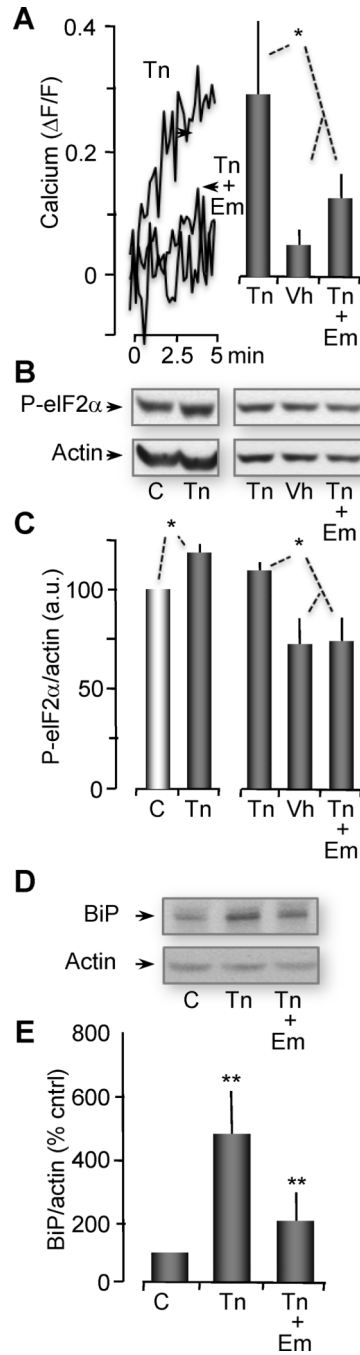 A
Calcium (ΔF/F)
0.4
0.2
0
Tn
Tn
+
Em
0 2.5 5 min
*
Tn Vh Tn
+
Em
B
P-eIF2α
Actin
C Tn
Tn Vh Tn
+
Em
C
P-eIF2α/actin (a.u.)
100
75
50
0
*
*
C Tn
Tn Vh Tn
+
Em
D
BiP
Actin
C Tn Tn
+
Em
E
BiP/actin (% cntrl)
800
600
400
200
0
**
**
C Tn Tn
+
Em